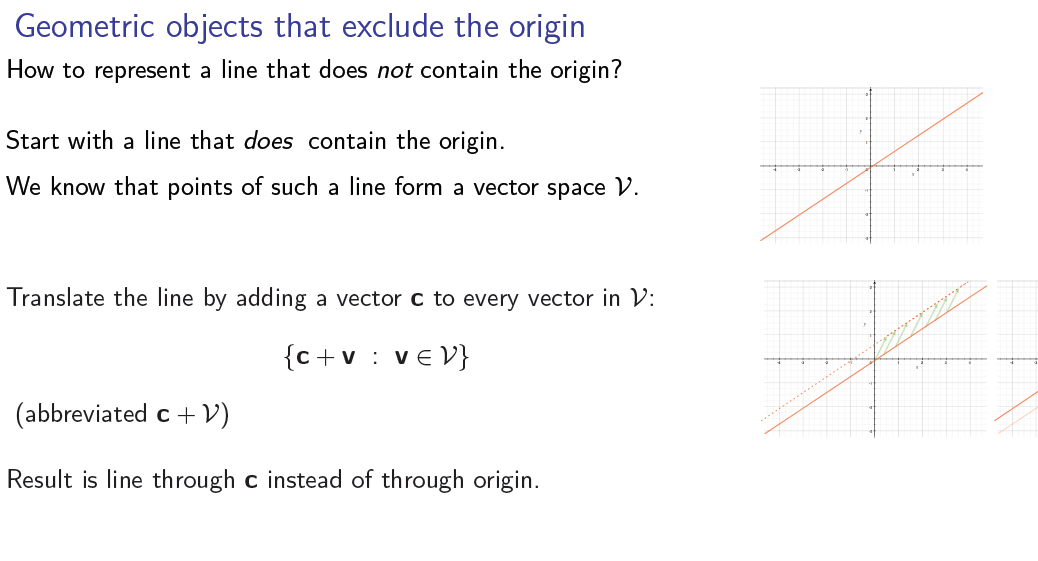 Geometric objects that exclude the origin
How to represent a line that does not contain the origin?
Start with a line that does contain the origin.
We know that points of such a line form a vector space 𝒱.
Translate the line by adding a vector c to every vector in 𝒱:
{c + v : v ∈ 𝒱}
(abbreviated c + 𝒱)
Result is line through c instead of through origin.